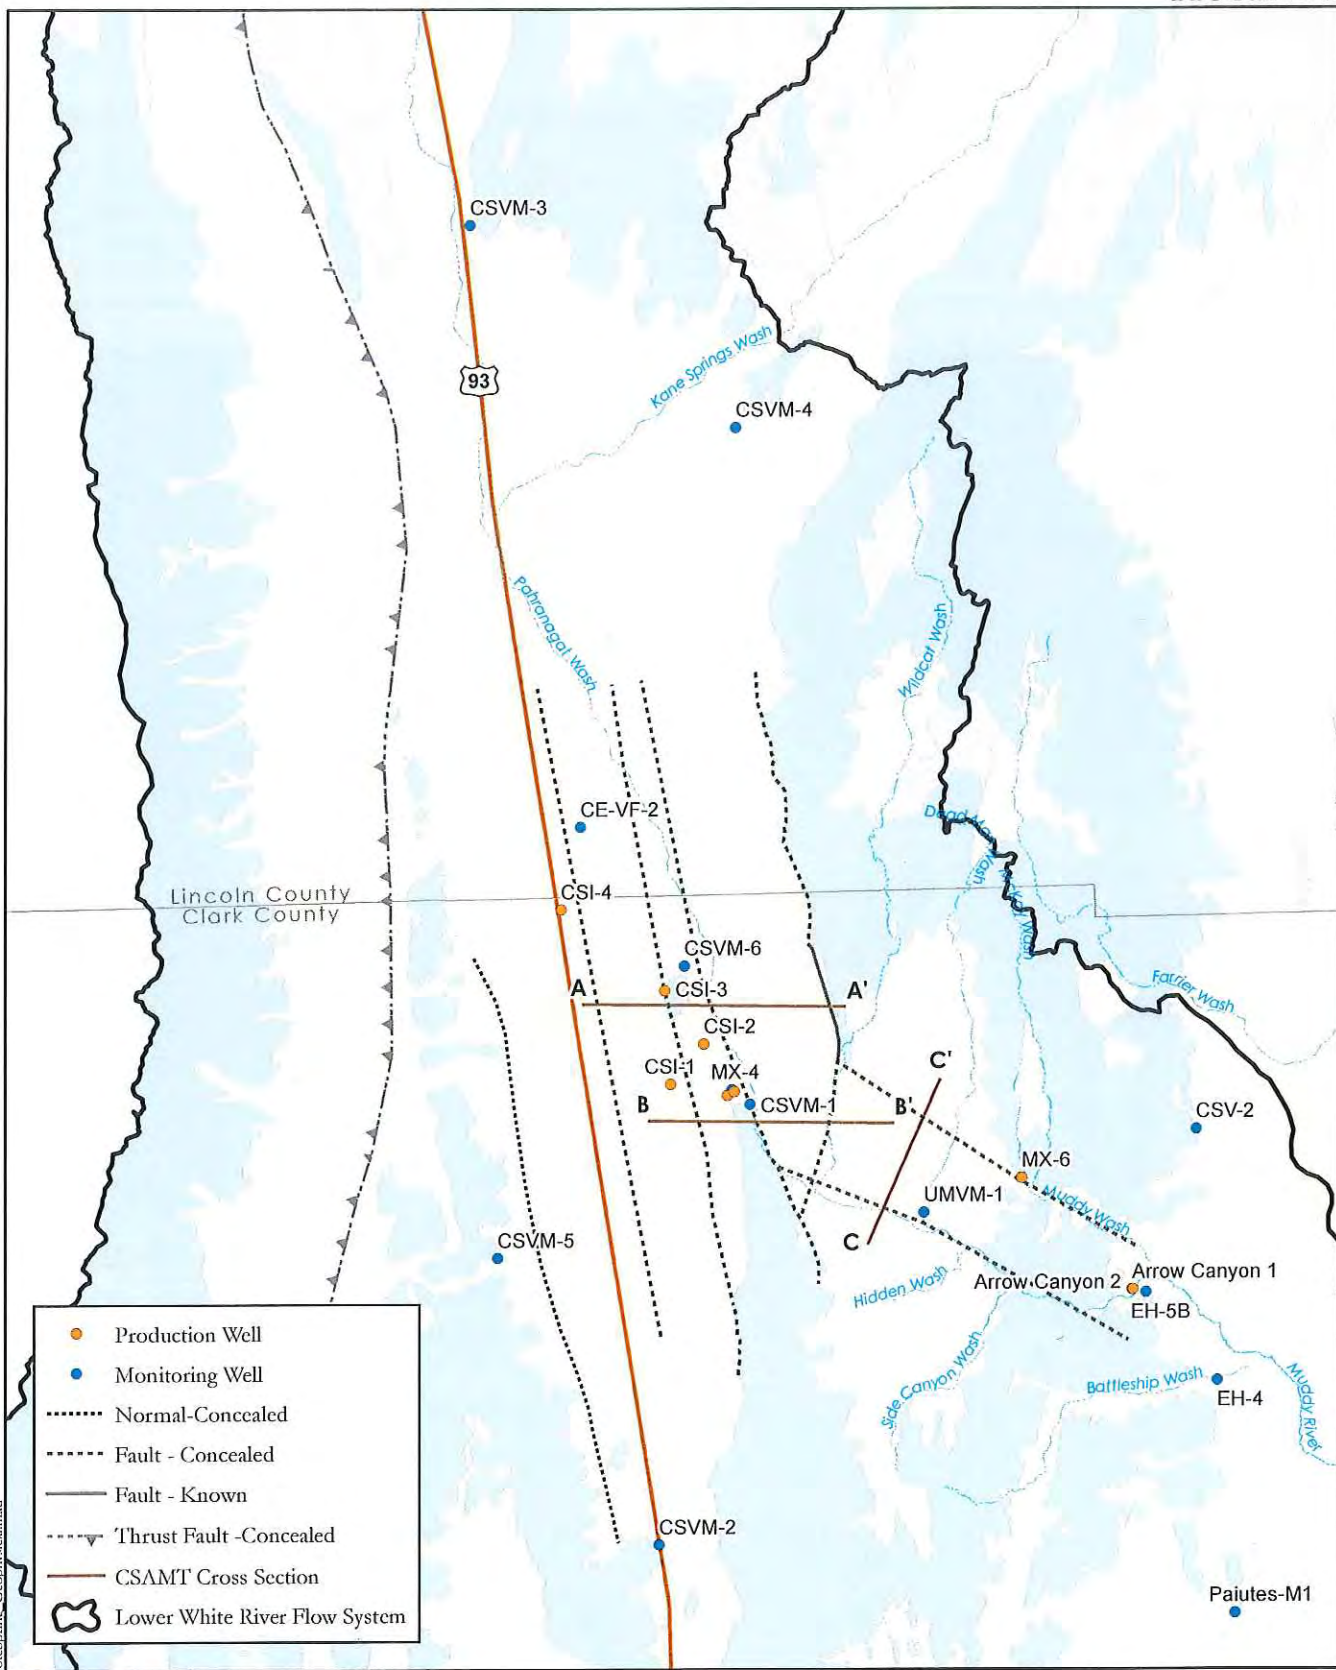 CSVM-3
93
Kane Springs Wash
CSVM-4
Pahranagat Wash
Wildcat Wash
CE-VF-2
Lincoln County
Clark County
CSI-4
CSVM-6
CSI-3
A
A'
CSI-2
CSI-1
MX-4
CSVM-1
B
B'
C'
C
Farrier Wash
CSV-2
MX-6
Muddy Wash
UMVM-1
CSVM-5
Hidden Wash
Arrow Canyon 2
Arrow Canyon 1
EH-5B
Side Canyon Wash
Battleship Wash
EH-4
Muddy River
CSVM-2
Paiutes-M1
Production Well
Monitoring Well
Normal-Concealed
Fault - Concealed
Fault - Known
Thrust Fault -Concealed
CSAMT Cross Section
Lower White River Flow System